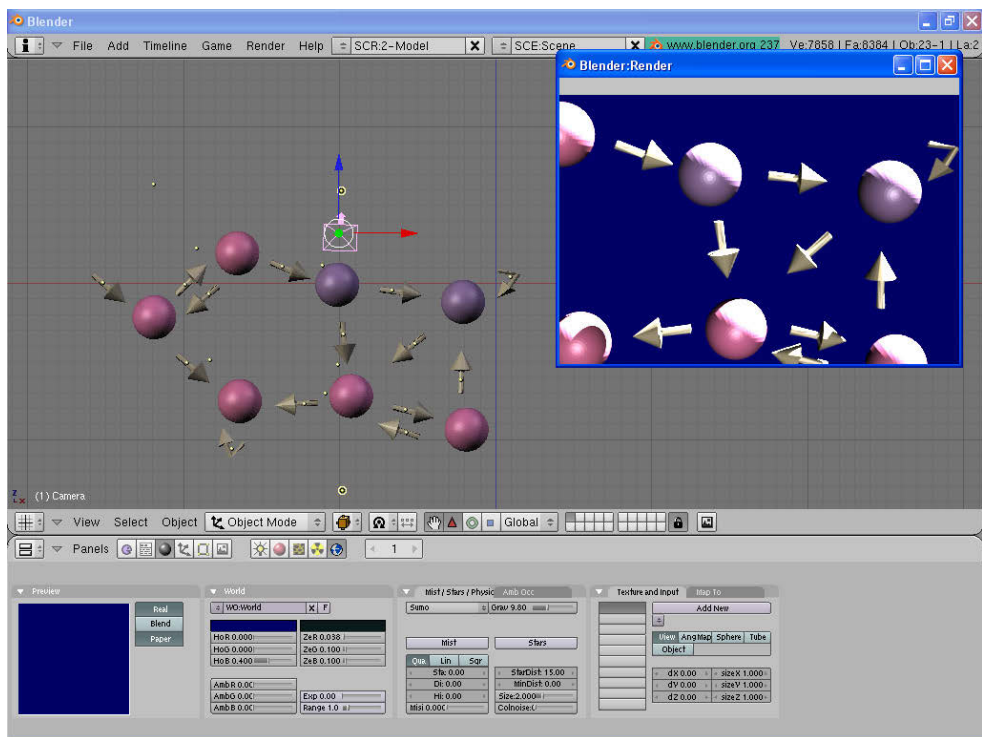 Blender
File Add Timeline Game Render Help SCR:2-Model X SCE:Scene X www.blender.org 237 Ve:7858 | Fa:8384 | Ob:23-1 | La:2
Blender:Render
Z
X
(1) Camera
View Select Object Object Mode Global
Panels 1
Preview
Real
Blend
Paper
World
WO:World X F
HoR 0.000
HoG 0.000
HoB 0.400
ZeR 0.038
ZeG 0.100
ZeB 0.100
AmbR 0.0
AmbG 0.0
AmbB 0.0
Exp 0.00
Range 1.0
Mist / Stars / Physic Amb Occ
Sumo Grav 9.80
Mist Stars
Qua Lin Sqr
Sta: 0.00
Di: 0.00
Hi: 0.00
Misi 0.00
StarDist: 15.00
MinDist: 0.00
Size:2.000
Colnoise:
Texture and Input Map To
Add New
View AngMap Sphere Tube
Object
dX 0.00 sizeX 1.000
dY 0.00 sizeY 1.000
dZ 0.00 sizeZ 1.000